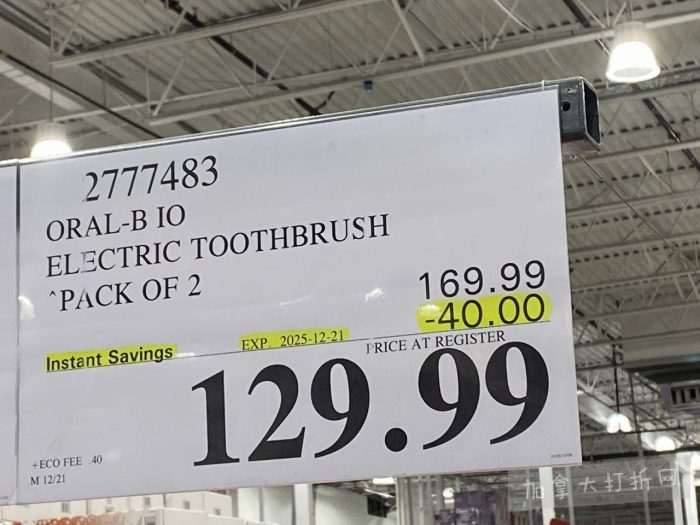 2777483
ORAL-B IO
ELECTRIC TOOTHBRUSH
^PACK OF 2
169.99
-40.00
Instant Savings
EXP. 2025-12-21
PRICE AT REGISTER
129.99
+ECO FEE .40
M 12/21
加拿大打折网